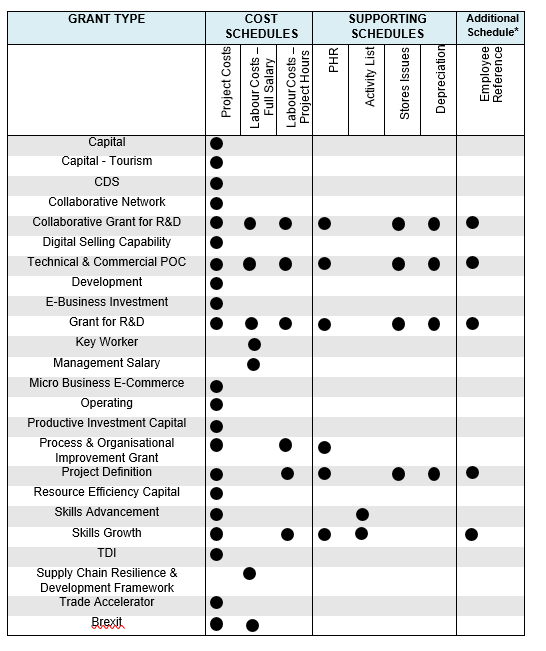 GRANT TYPE
COST
SCHEDULES
SUPPORTING
SCHEDULES
Additional
Schedule*
Project Costs
Labour Costs –
Full Salary
Labour Costs –
Project Hours
PHR
Activity List
Stores Issues
Depreciation
Employee
Reference
Capital
Capital - Tourism
CDS
Collaborative Network
Collaborative Grant for R&D
Digital Selling Capability
Technical & Commercial POC
Development
E-Business Investment
Grant for R&D
Key Worker
Management Salary
Micro Business E-Commerce
Operating
Productive Investment Capital
Process & Organisational
Improvement Grant
Project Definition
Resource Efficiency Capital
Skills Advancement
Skills Growth
TDI
Supply Chain Resilience &
Development Framework
Trade Accelerator
Brexit